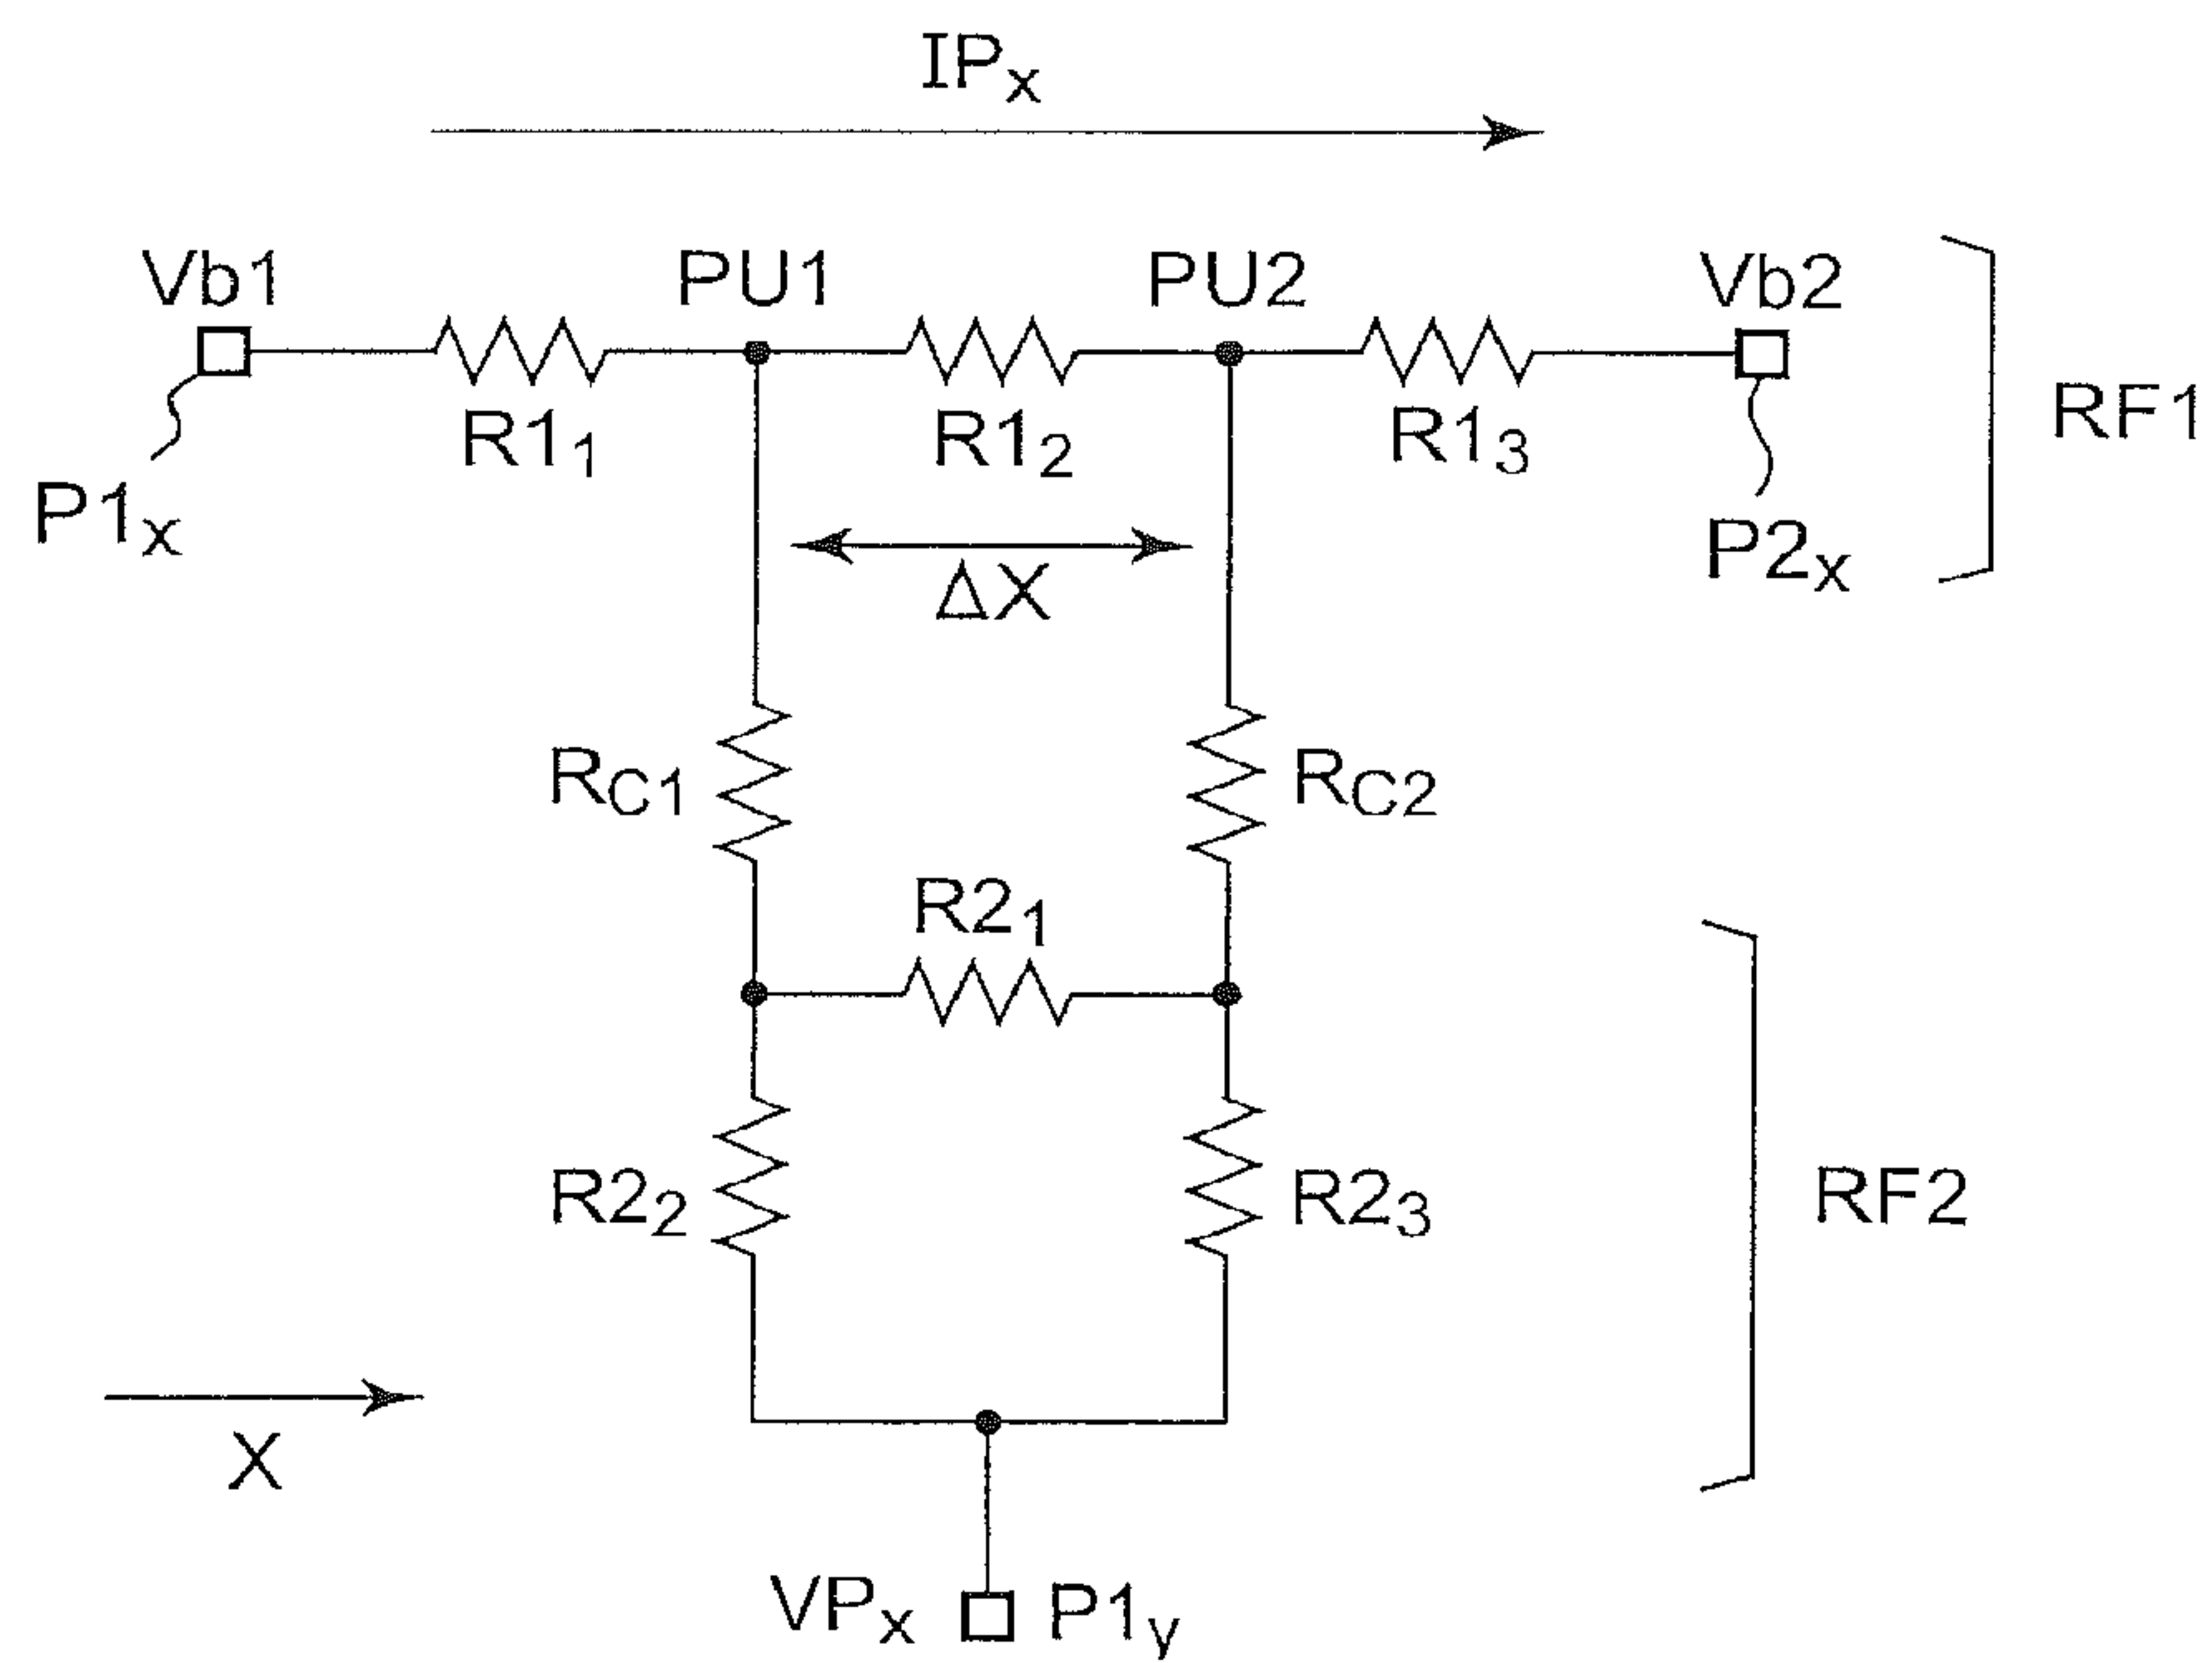 IPx
Vb1 PU1 PU2 Vb2
R1₁ R1₂ R1₃ RF1
P1x P2x
ΔX
RC1 RC2
R2₁
R2₂ R2₃ RF2
X
VPx P1y